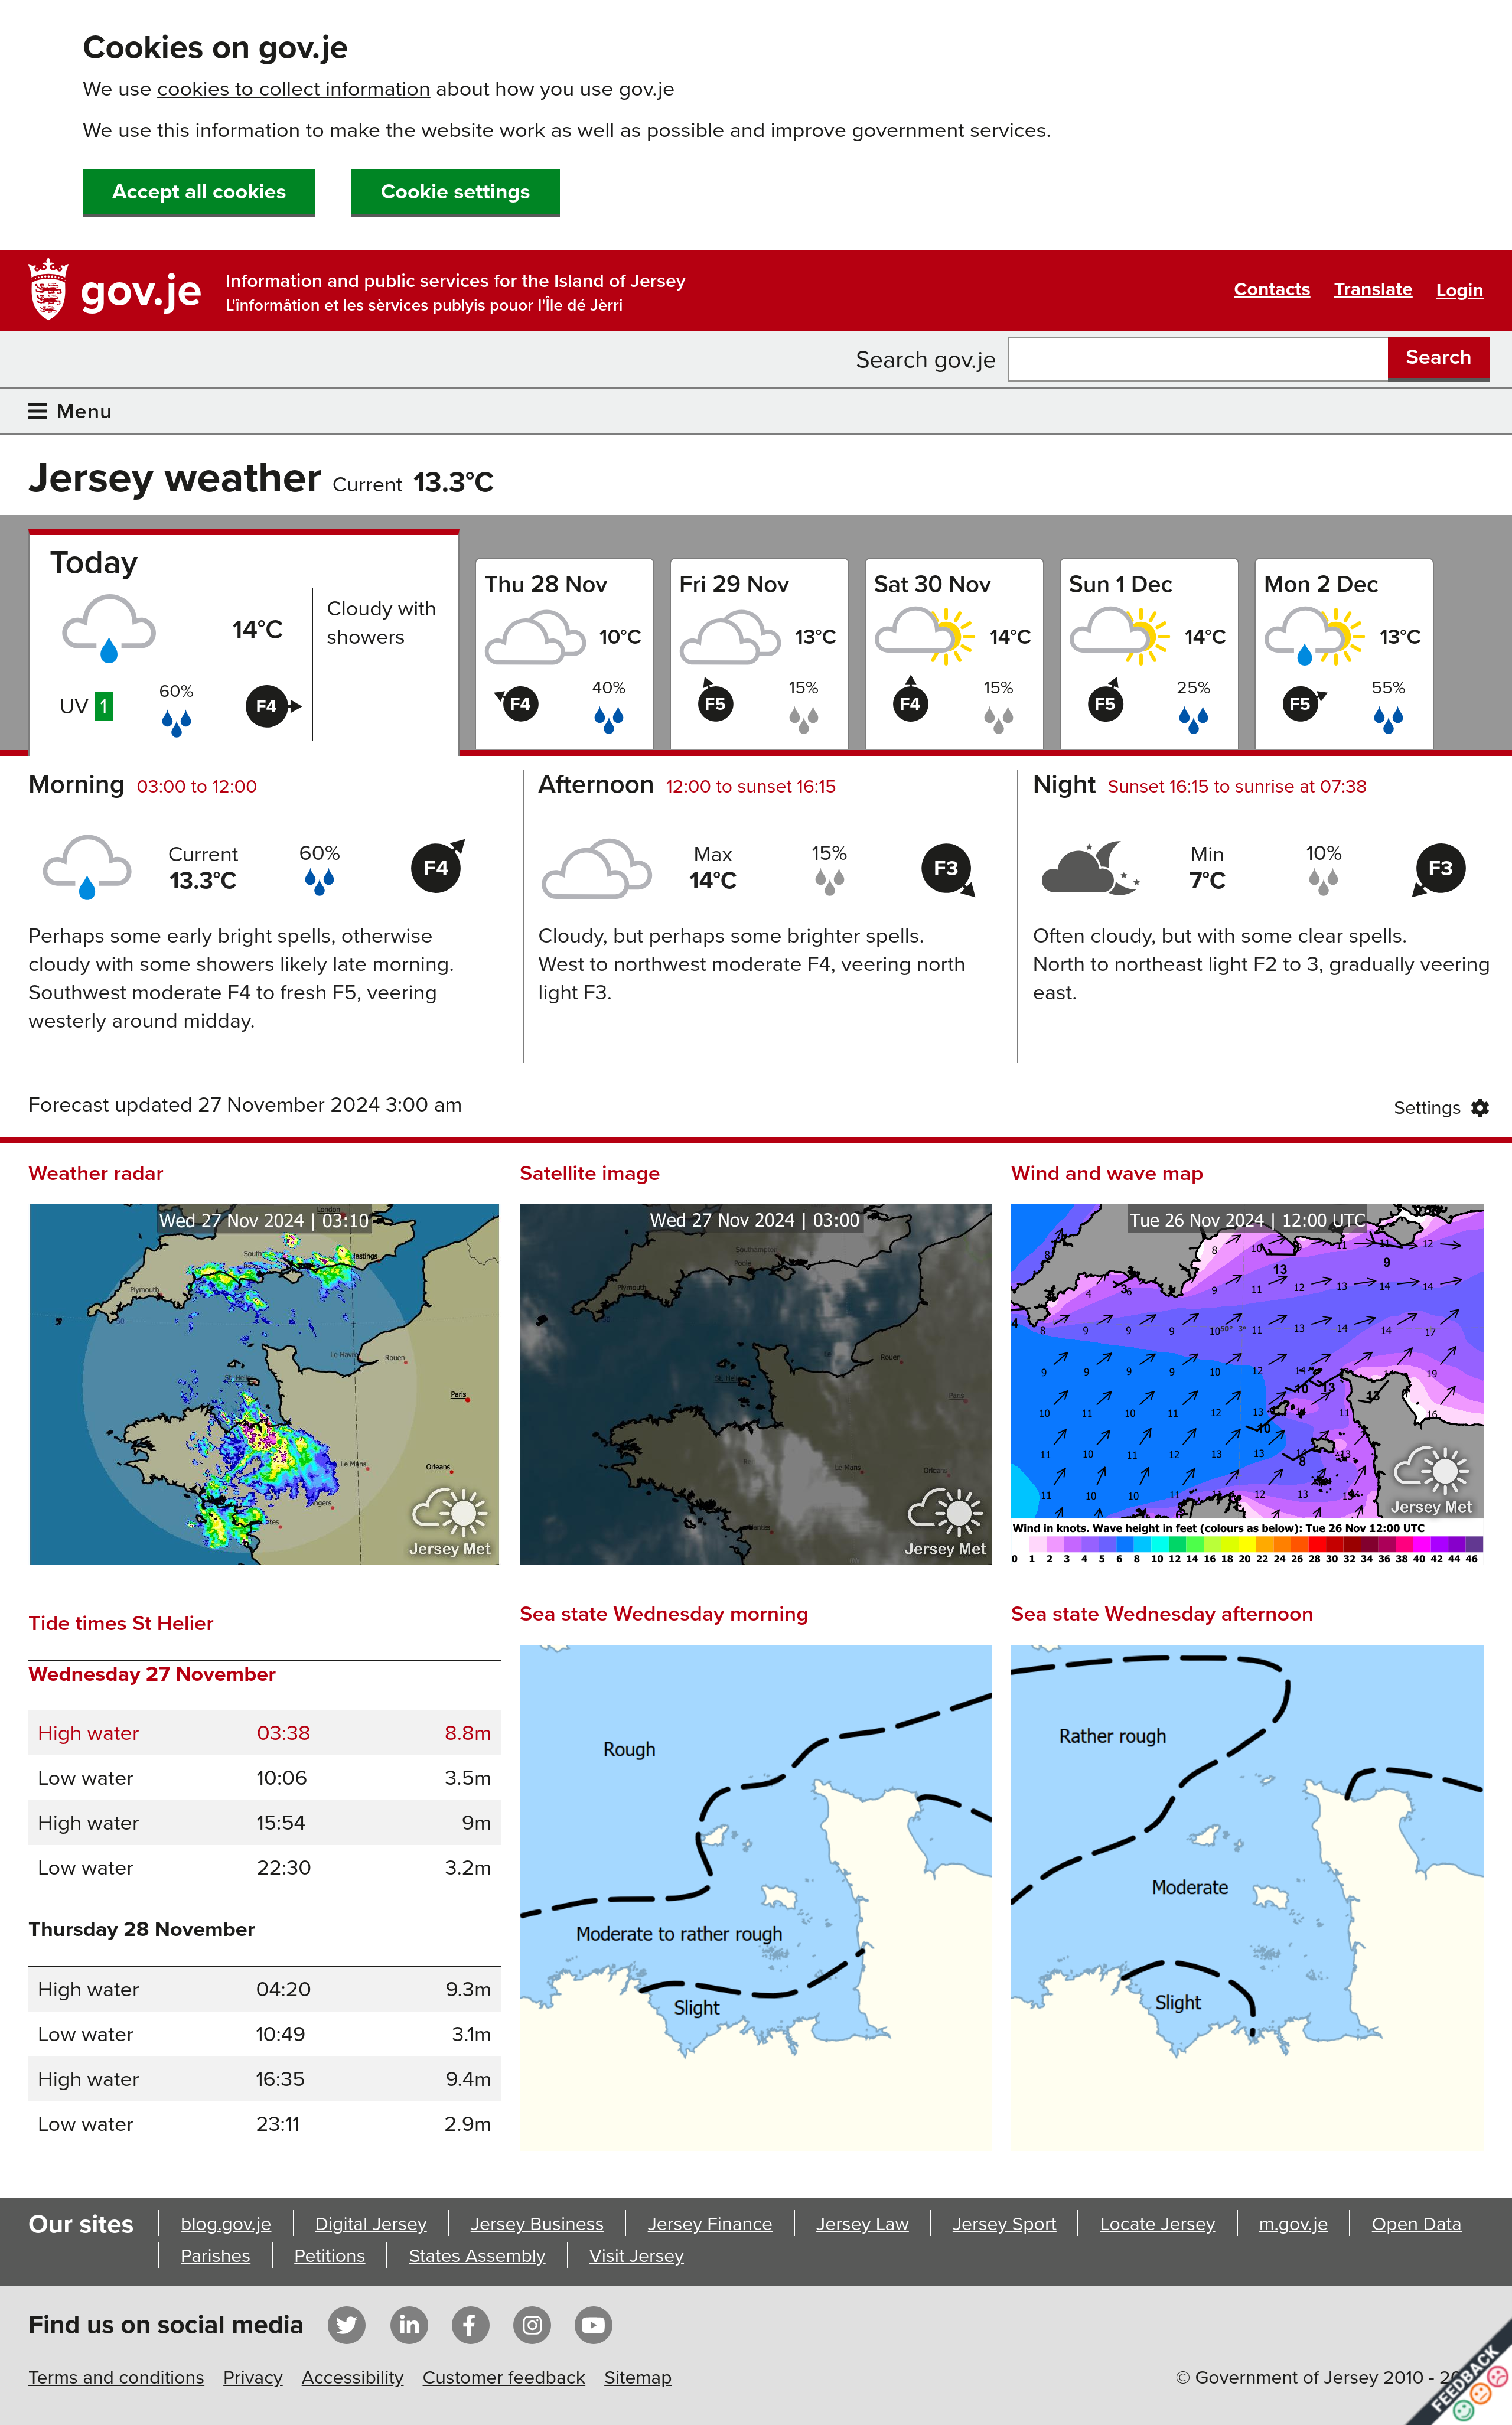 Cookies on gov.je
We use cookies to collect information about how you use gov.je
We use this information to make the website work as well as possible and improve government services.
Accept all cookies
Cookie settings
gov.je
Information and public services for the Island of Jersey
L'înformâtion et les sèrvices publyis pouor l'Île dé Jèrri
Contacts
Translate
Login
Search gov.je
Search
Menu
Jersey weather Current 13.3°C
Today
14°C
Cloudy with
showers
UV 1
60%
F4
Thu 28 Nov
10°C
F4
40%
Fri 29 Nov
13°C
F5
15%
Sat 30 Nov
14°C
F4
15%
Sun 1 Dec
14°C
F5
25%
Mon 2 Dec
13°C
F5
55%
Morning 03:00 to 12:00
Current
13.3°C
60%
F4
Perhaps some early bright spells, otherwise
cloudy with some showers likely late morning.
Southwest moderate F4 to fresh F5, veering
westerly around midday.
Afternoon 12:00 to sunset 16:15
Max
14°C
15%
F3
Cloudy, but perhaps some brighter spells.
West to northwest moderate F4, veering north
light F3.
Night Sunset 16:15 to sunrise at 07:38
Min
7°C
10%
F3
Often cloudy, but with some clear spells.
North to northeast light F2 to 3, gradually veering
east.
Forecast updated 27 November 2024 3:00 am
Settings
Weather radar
Wed 27 Nov 2024 | 03:10
London
Plymouth
Rouen
Paris
Le Mans
Orleans
Jersey Met
Satellite image
Wed 27 Nov 2024 | 03:00
Southampton
Poole
Plymouth
Rouen
Paris
Le Mans
Orleans
Nantes
Jersey Met
Wind and wave map
Tue 26 Nov 2024 | 12:00 UTC
Jersey Met
Wind in knots. Wave height in feet (colours as below): Tue 26 Nov 12:00 UTC
0 1 2 3 4 5 6 8 10 12 14 16 18 20 22 24 26 28 30 32 34 36 38 40 42 44 46
Tide times St Helier
Wednesday 27 November
High water 03:38 8.8m
Low water 10:06 3.5m
High water 15:54 9m
Low water 22:30 3.2m
Thursday 28 November
High water 04:20 9.3m
Low water 10:49 3.1m
High water 16:35 9.4m
Low water 23:11 2.9m
Sea state Wednesday morning
Rough
Moderate to rather rough
Slight
Sea state Wednesday afternoon
Rather rough
Moderate
Slight
Our sites
blog.gov.je
Digital Jersey
Jersey Business
Jersey Finance
Jersey Law
Jersey Sport
Locate Jersey
m.gov.je
Open Data
Parishes
Petitions
States Assembly
Visit Jersey
Find us on social media
Terms and conditions
Privacy
Accessibility
Customer feedback
Sitemap
© Government of Jersey 2010 -
FEEDBACK